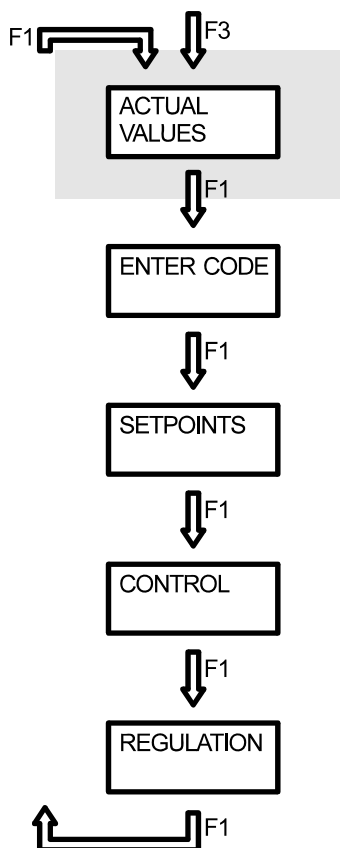 F1
F3
ACTUAL
VALUES
F1
ENTER CODE
F1
SETPOINTS
F1
CONTROL
F1
REGULATION
F1